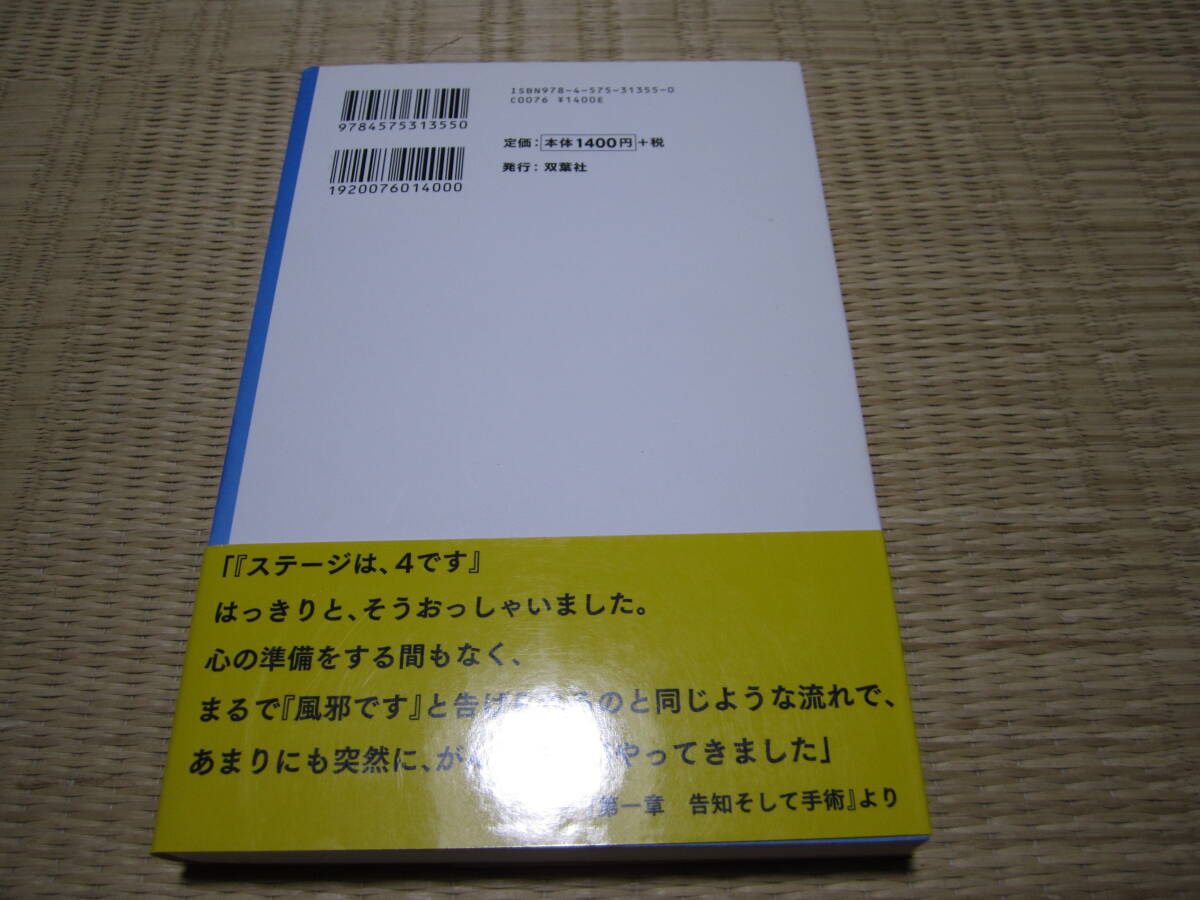 ISBN978-4-575-31355-0
C0076 ¥1400E
9784575313550
定価：本体1400円+税
発行：双葉社
1920076014000
「『ステージは、4です』
はっきりと、そうおっしゃいました。
心の準備をする間もなく、
まるで『風邪です』と告げ のと同じような流れで、
あまりにも突然に、が やってきました」
第一章 告知そして手術』より